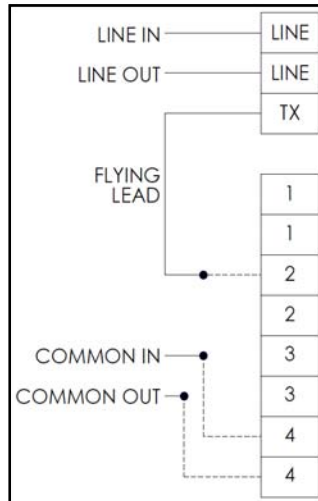 LINE IN LINE
LINE OUT LINE
TX
FLYING
LEAD
1
1
2
2
COMMON IN 3
COMMON OUT 3
4
4